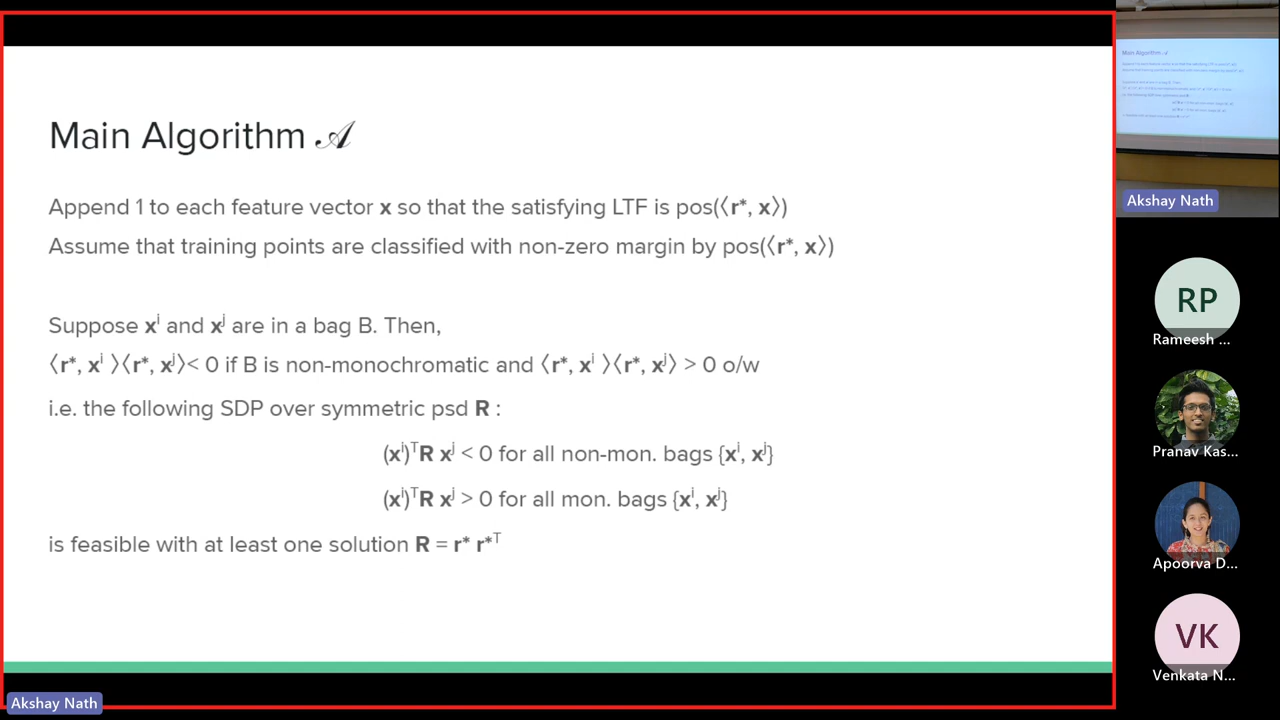 Main Algorithm 𝒜
Append 1 to each feature vector x so that the satisfying LTF is pos(⟨r*, x⟩)
Assume that training points are classified with non-zero margin by pos(⟨r*, x⟩)
Suppose xⁱ and xʲ are in a bag B. Then,
⟨r*, xⁱ ⟩⟨r*, xʲ⟩< 0 if B is non-monochromatic and ⟨r*, xⁱ ⟩⟨r*, xʲ⟩ > 0 o/w
i.e. the following SDP over symmetric psd R :
(xⁱ)ᵀR xʲ < 0 for all non-mon. bags {xⁱ, xʲ}
(xⁱ)ᵀR xʲ > 0 for all mon. bags {xⁱ, xʲ}
is feasible with at least one solution R = r* r*ᵀ
Akshay Nath
Main Algorithm 𝒜
Akshay Nath
RP
Rameesh ...
Pranav Kas...
Apoorva D...
VK
Venkata N...